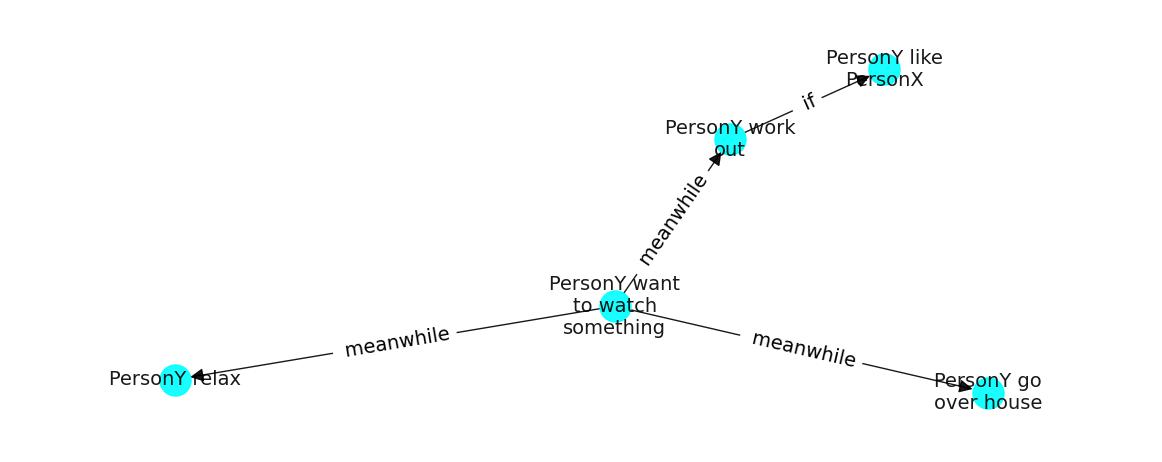 PersonY like
PersonX
if
PersonY work
out
meanwhile
PersonY want
to watch
something
meanwhile
meanwhile
PersonY relax
PersonY go
over house